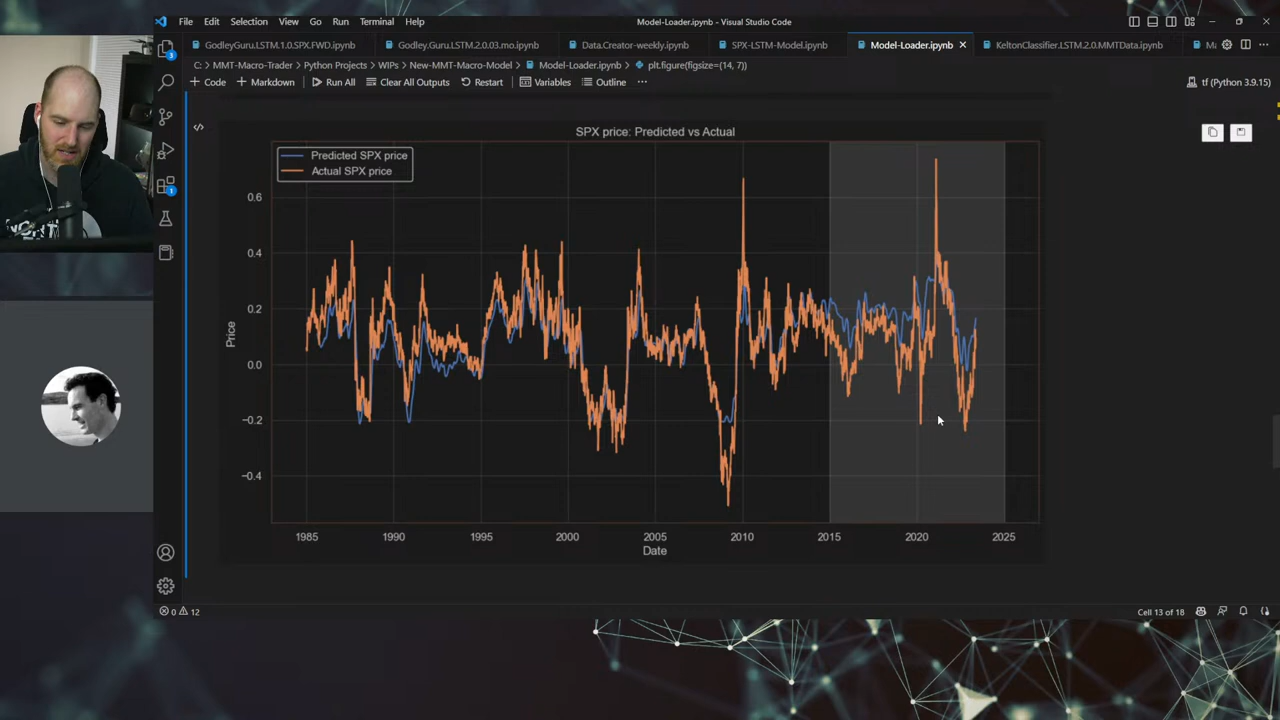 File Edit Selection View Go Run Terminal Help
Model-Loader.ipynb - Visual Studio Code
GodleyGuru.LSTM.1.0.SPX.FWD.ipynb
Godley.Guru.LSTM.2.0.03.mo.ipynb
Data.Creator-weekly.ipynb
SPX-LSTM-Model.ipynb
Model-Loader.ipynb
KeltonClassifier.LSTM.2.0.MMTData.ipynb
C: > MMT-Macro-Trader > Python Projects > WIPs > New-MMT-Macro-Model > Model-Loader.ipynb > plt.figure(figsize=(14, 7))
+ Code + Markdown Run All Clear All Outputs Restart Variables Outline ...
tf (Python 3.9.15)
3
1
SPX price: Predicted vs Actual
Predicted SPX price
Actual SPX price
0.6
0.4
0.2
0.0
−0.2
−0.4
Price
1985 1990 1995 2000 2005 2010 2015 2020 2025
Date
NORT
0 12
Cell 13 of 18